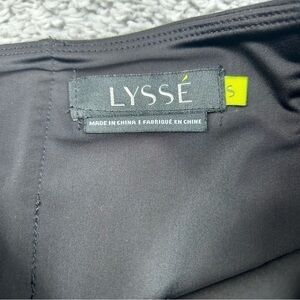 LYSSÉ
S
MADE IN CHINA | FABRIQUÉ EN CHINE